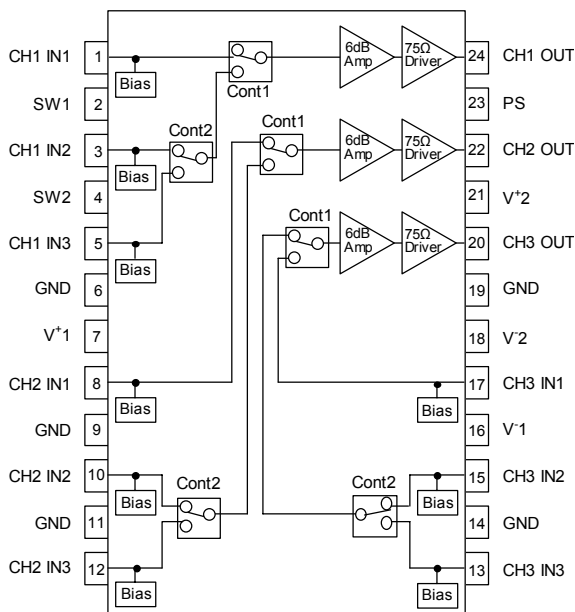 CH1 IN1 1 Bias Cont1 6dB Amp 75Ω Driver 24 CH1 OUT
SW1 2 23 PS
CH1 IN2 3 Bias Cont2 Cont1 6dB Amp 75Ω Driver 22 CH2 OUT
SW2 4 21 V+2
CH1 IN3 5 Bias Cont1 6dB Amp 75Ω Driver 20 CH3 OUT
GND 6 19 GND
V+1 7 18 V-2
CH2 IN1 8 Bias Bias 17 CH3 IN1
GND 9 16 V-1
CH2 IN2 10 Bias Cont2 Cont2 Bias 15 CH3 IN2
GND 11 14 GND
CH2 IN3 12 Bias Bias 13 CH3 IN3